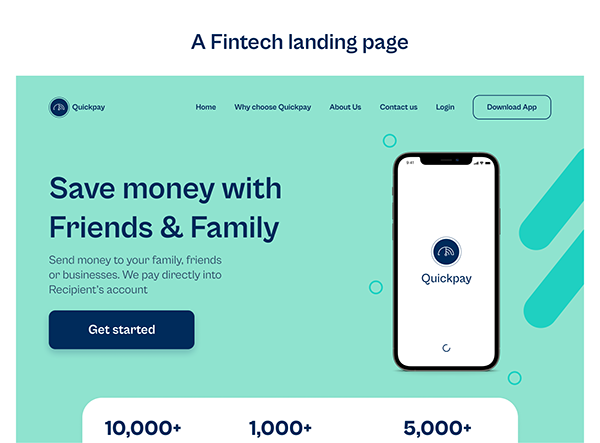 A Fintech landing page
Quickpay
Home
Why choose Quickpay
About Us
Contact us
Login
Download App
Save money with
Friends & Family
Send money to your family, friends
or businesses. We pay directly into
Recipient's account
Get started
9:41
Quickpay
10,000+
1,000+
5,000+